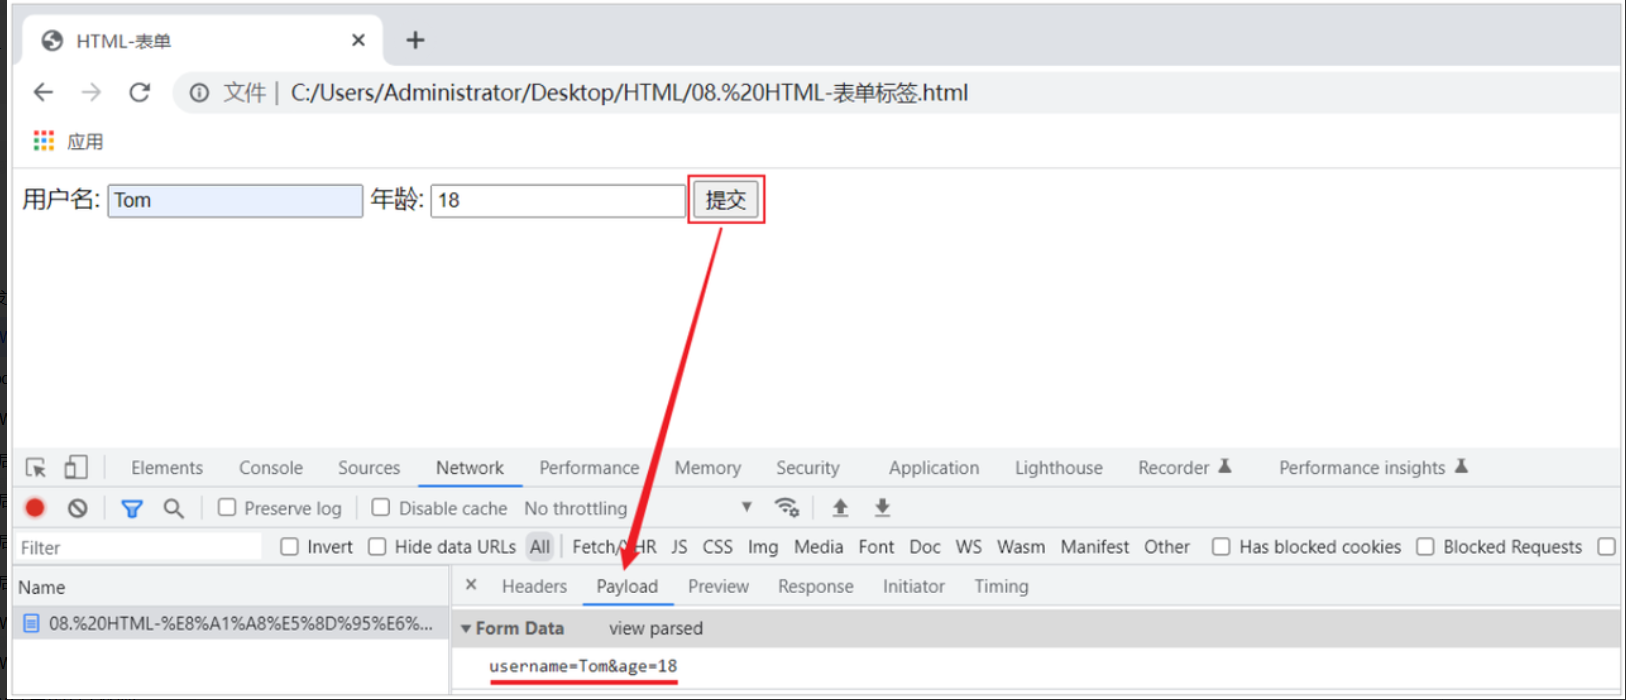 HTML-表单
文件 | C:/Users/Administrator/Desktop/HTML/08.%20HTML-表单标签.html
应用
用户名: Tom 年龄: 18 提交
Elements Console Sources Network Performance Memory Security Application Lighthouse Recorder Performance insights
Preserve log Disable cache No throttling
Filter Invert Hide data URLs All Fetch/XHR JS CSS Img Media Font Doc WS Wasm Manifest Other Has blocked cookies Blocked Requests
Name Headers Payload Preview Response Initiator Timing
08.%20HTML-%E8%A1%A8%E5%8D%95%E6%... Form Data view parsed
username=Tom&age=18